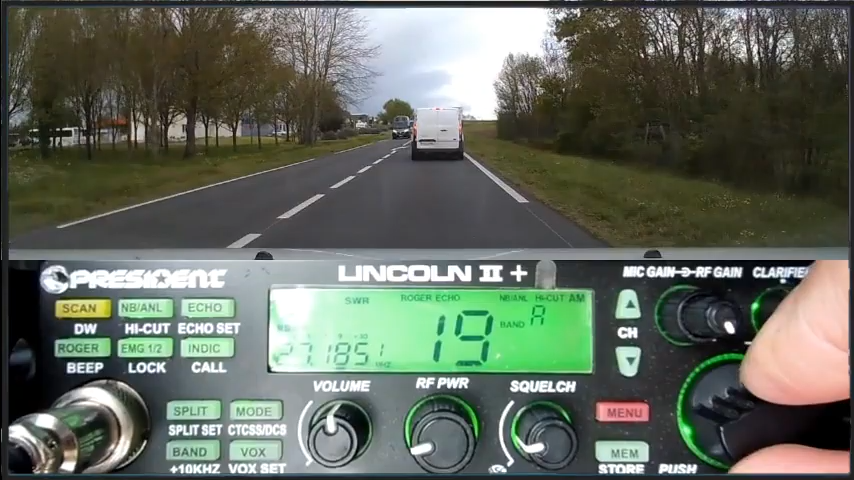 PRESIDENT
LINCOLN II +
MIC GAIN RF GAIN
CLARIFIE
SCAN
NB/ANL
ECHO
DW
HI-CUT
ECHO SET
ROGER
EMG 1/2
INDIC
BEEP
LOCK
CALL
SWR
ROGER ECHO
NB/ANL HI-CUT AM
27.1851
19
BAND A
CH
VOLUME
RF PWR
SQUELCH
SPLIT
MODE
SPLIT SET
CTCSS/DCS
BAND
VOX
+10KHZ
VOX SET
MENU
MEM
STORE
PUSH